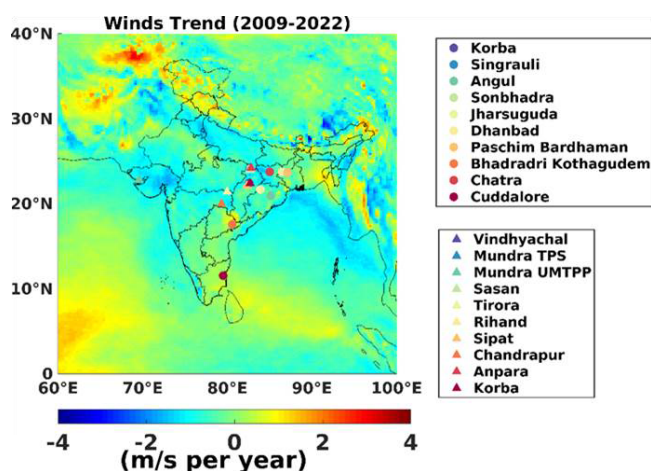 Winds Trend (2009-2022)
40°N
30°N
20°N
10°N
0
60°E 70°E 80°E 90°E 100°E
-4 -2 0 2 4
(m/s per year)
Korba
Singrauli
Angul
Sonbhadra
Jharsuguda
Dhanbad
Paschim Bardhaman
Bhadradri Kothagudem
Chatra
Cuddalore
Vindhyachal
Mundra TPS
Mundra UMTPP
Sasan
Tirora
Rihand
Sipat
Chandrapur
Anpara
Korba